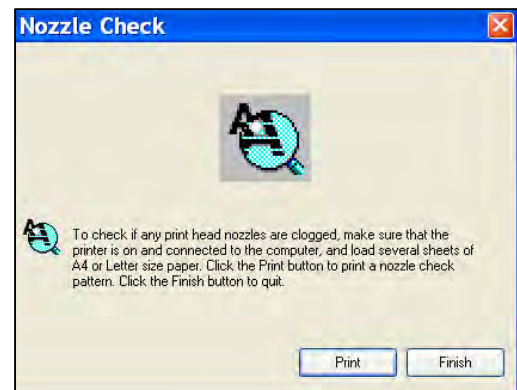 Nozzle Check
To check if any print head nozzles are clogged, make sure that the
printer is on and connected to the computer, and load several sheets of
A4 or Letter size paper. Click the Print button to print a nozzle check
pattern. Click the Finish button to quit.
Print
Finish